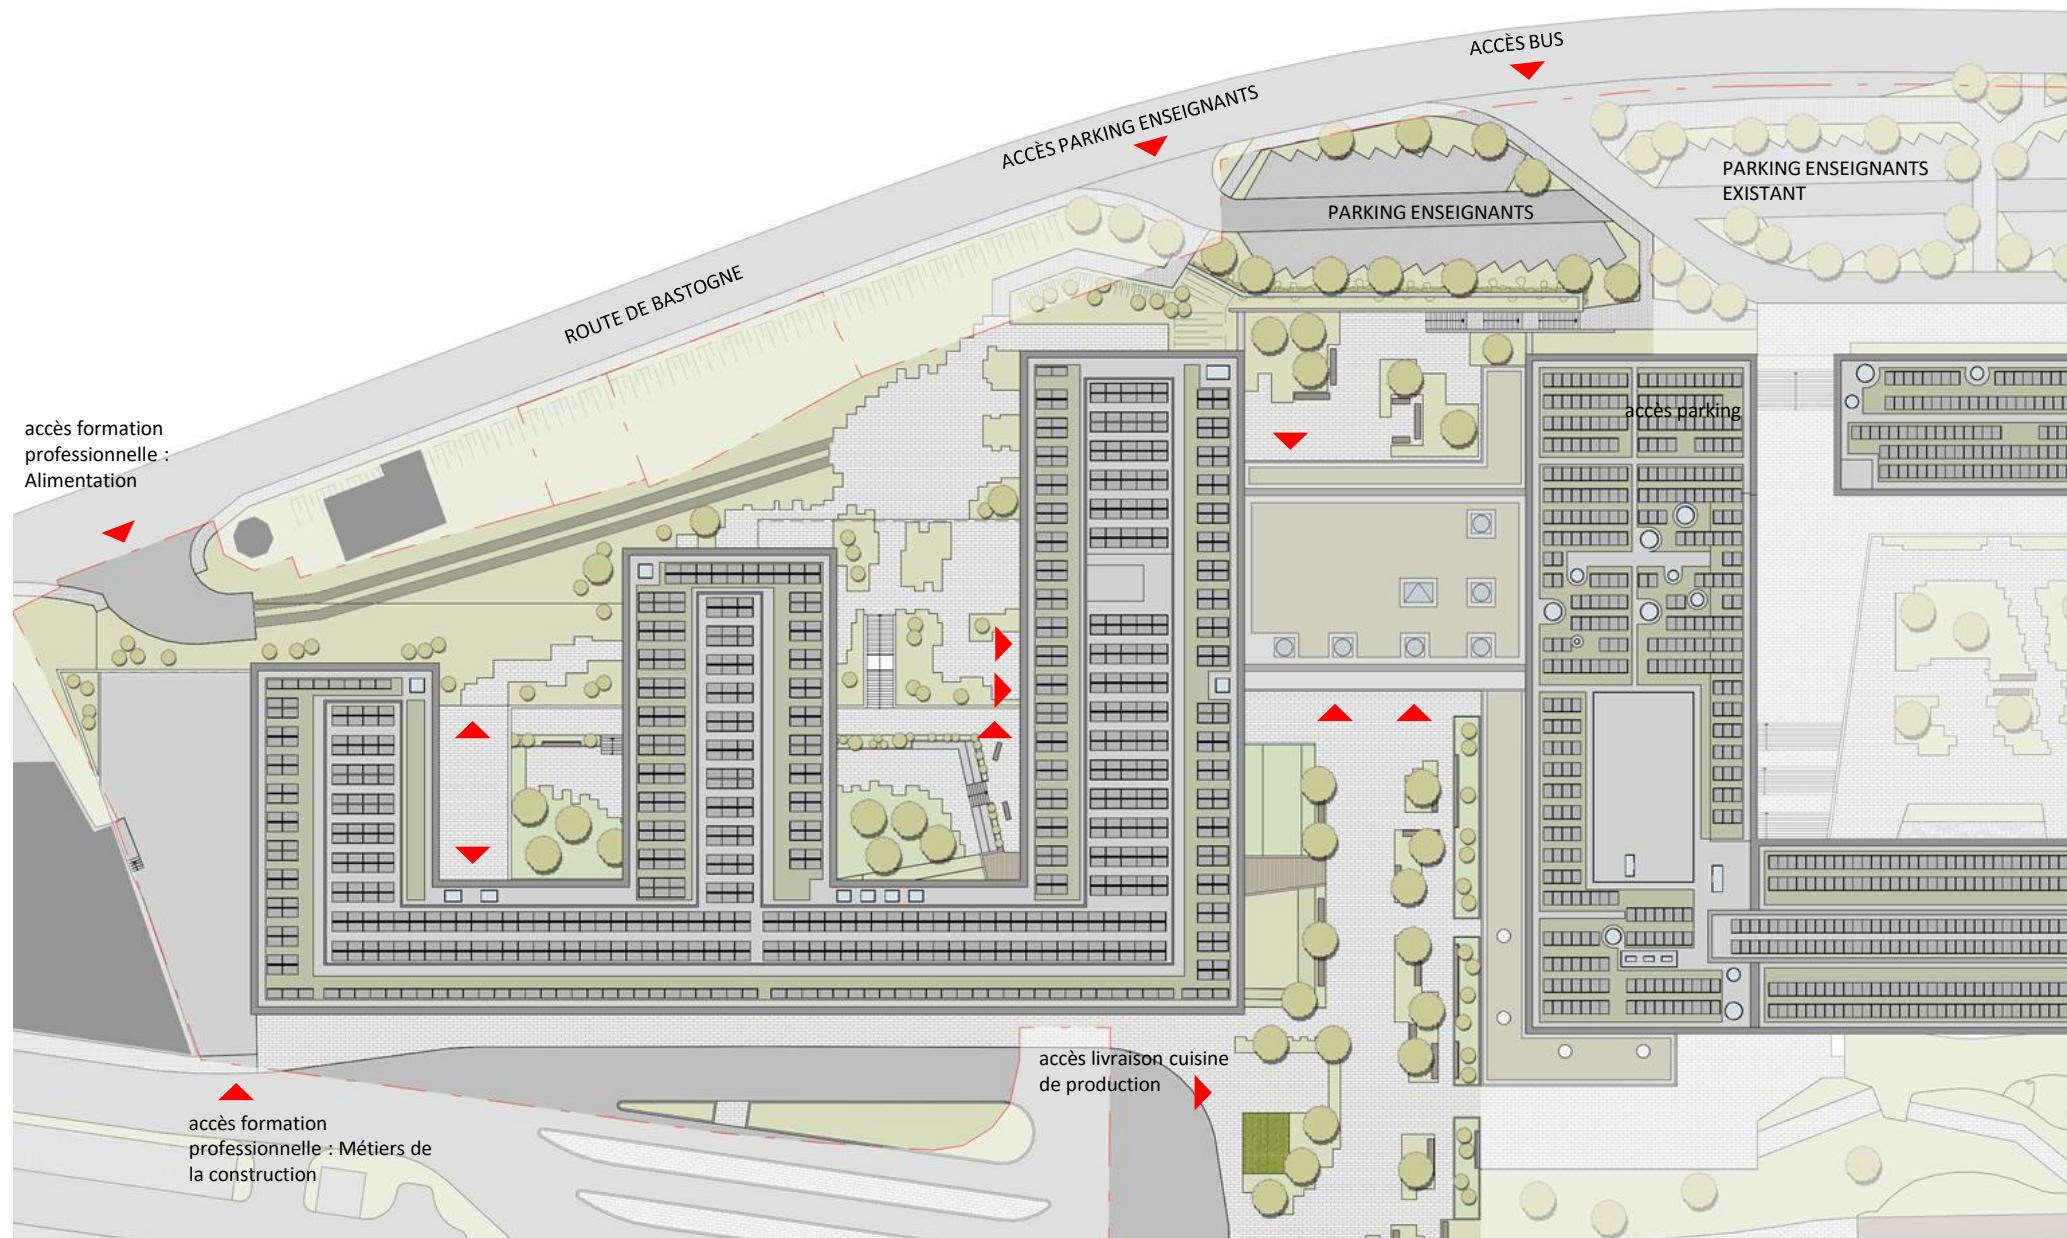 ACCÈS BUS
ACCÈS PARKING ENSEIGNANTS
PARKING ENSEIGNANTS
EXISTANT
PARKING ENSEIGNANTS
ROUTE DE BASTOGNE
accès parking
accès formation
professionnelle :
Alimentation
accès livraison cuisine
de production
accès formation
professionnelle : Métiers de
la construction